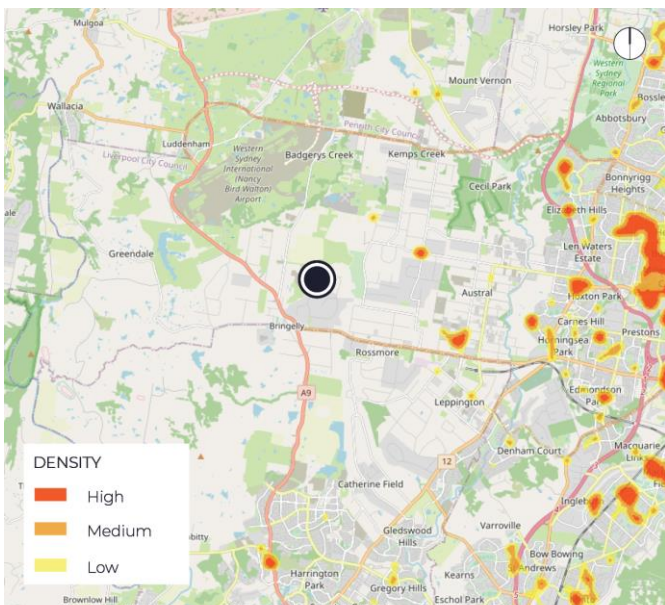 Mulgoa
Horsley Park
Western
Sydney
Regional
Park
Mount Vernon
Wallacia
Abbotsbury
Penrith City Council
Luddenham
Liverpool City Council
Western
Sydney
International
(Nancy
Bird Walton)
Airport
Badgerys Creek
Kemps Creek
Bonnyrigg
Heights
Cecil Park
Elizabeth Hills
Len Waters
Estate
Greendale
Austral
Hoxton Park
Carnes Hill
Prestons
Bringelly
Horningsea
Park
Rossmore
A9
Edmondson
Leppington
Denham Court
Macquarie
12
DENSITY
High
Medium
Low
Catherine Field
Gledswood
Hills
Varroville
Bow Bowing
St Andrews
Harrington
Park
Gregory Hills
Kearns
Eschol Park
Brownlow Hill